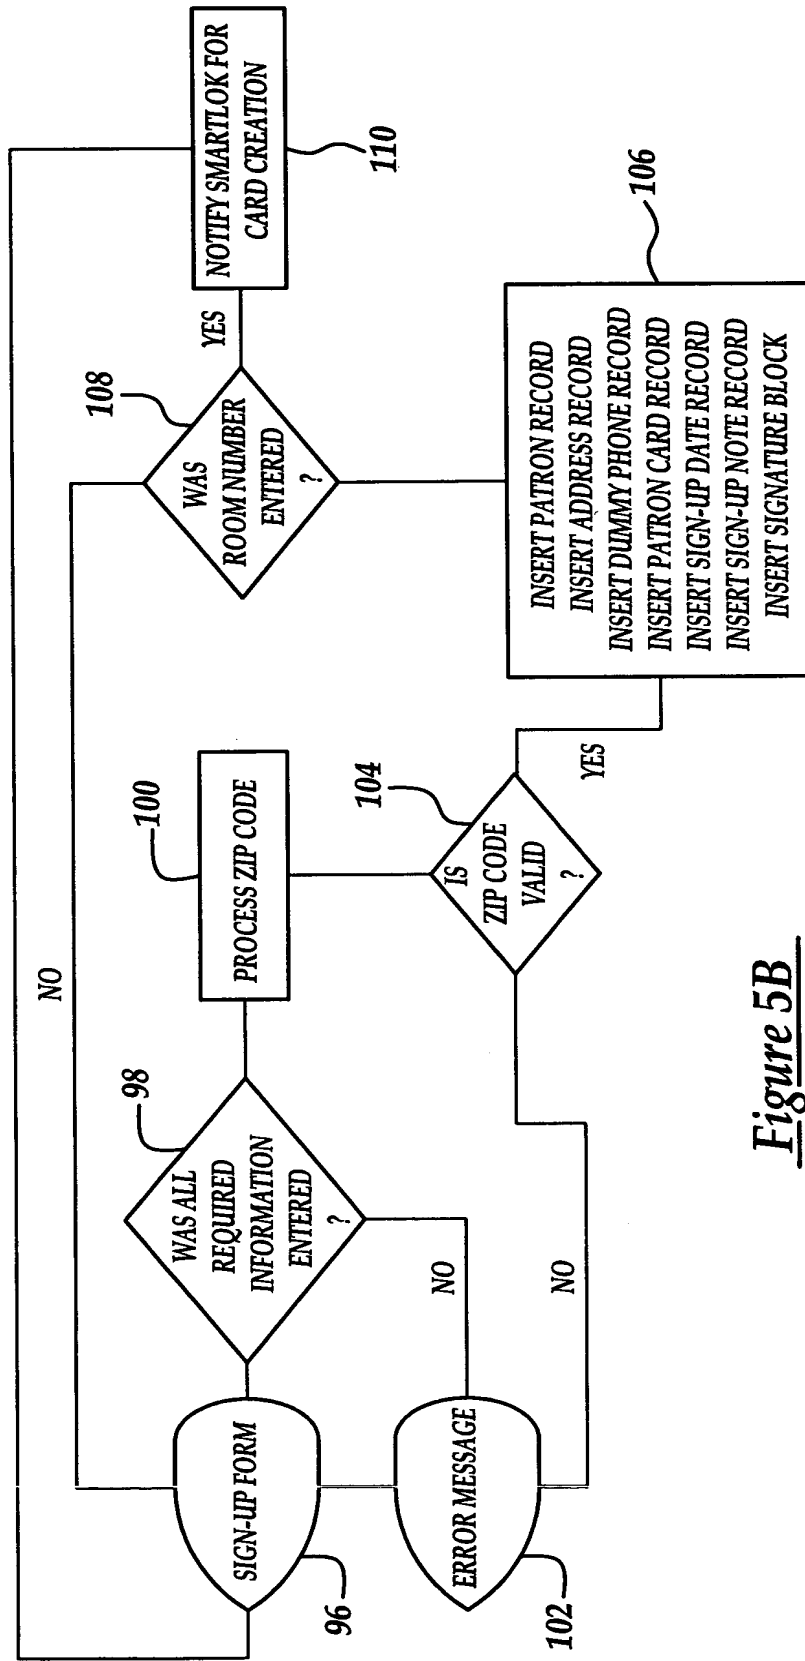 NO
SIGN-UP FORM
96
WAS ALL
REQUIRED
INFORMATION
ENTERED
?
98
PROCESS ZIP CODE
100
WAS
ROOM NUMBER
ENTERED
?
108
YES
NOTIFY SMARTLOK FOR
CARD CREATION
110
ERROR MESSAGE
102
NO
NO
IS
ZIP CODE
VALID
?
104
YES
INSERT PATRON RECORD
INSERT ADDRESS RECORD
INSERT DUMMY PHONE RECORD
INSERT PATRON CARD RECORD
INSERT SIGN-UP DATE RECORD
INSERT SIGN-UP NOTE RECORD
INSERT SIGNATURE BLOCK
106
Figure 5B